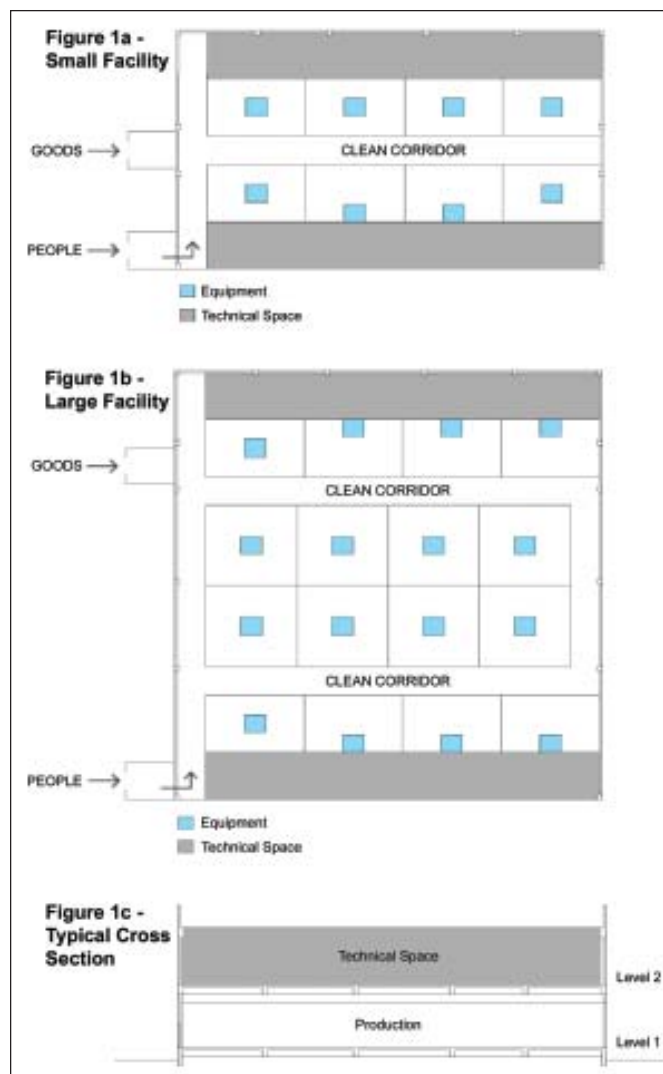 Figure 1a -
Small Facility
GOODS
CLEAN CORRIDOR
PEOPLE
Equipment
Technical Space
Figure 1b -
Large Facility
GOODS
CLEAN CORRIDOR
CLEAN CORRIDOR
PEOPLE
Equipment
Technical Space
Figure 1c -
Typical Cross
Section
Technical Space
Level 2
Production
Level 1